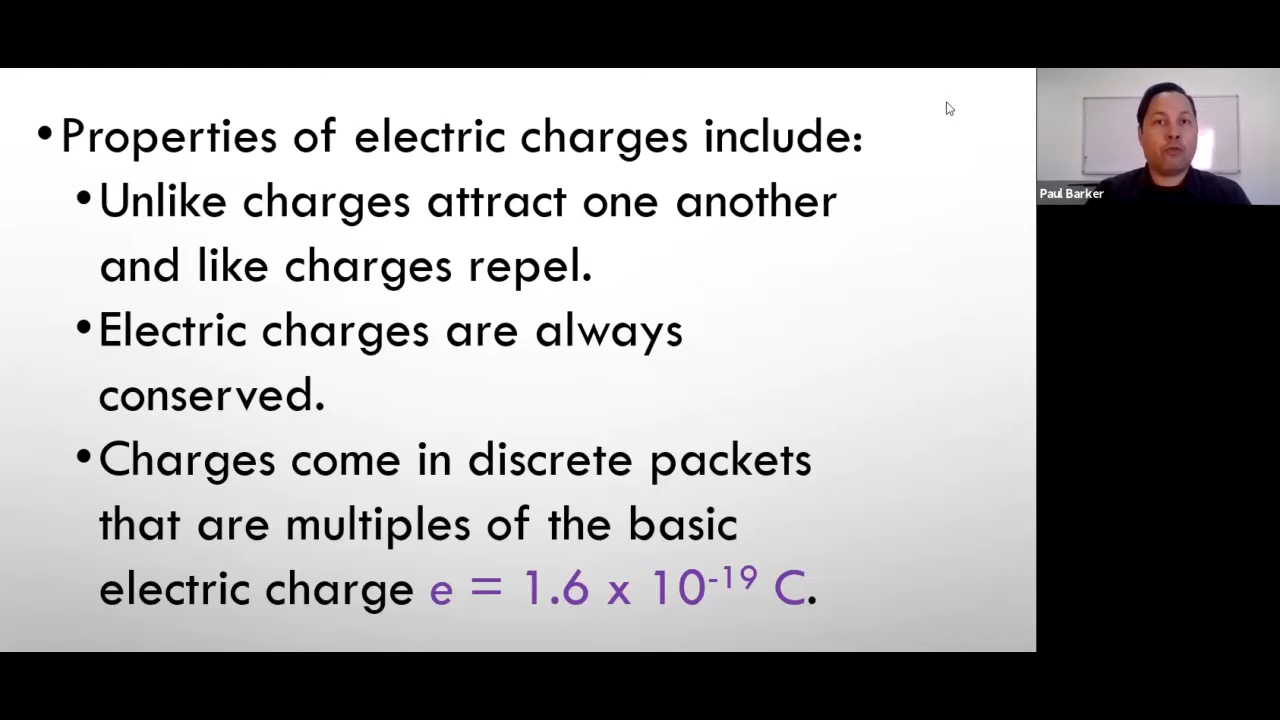 •Properties of electric charges include:
•Unlike charges attract one another
and like charges repel.
•Electric charges are always
conserved.
•Charges come in discrete packets
that are multiples of the basic
electric charge e = 1.6 x 10⁻¹⁹ C.
Paul Barker